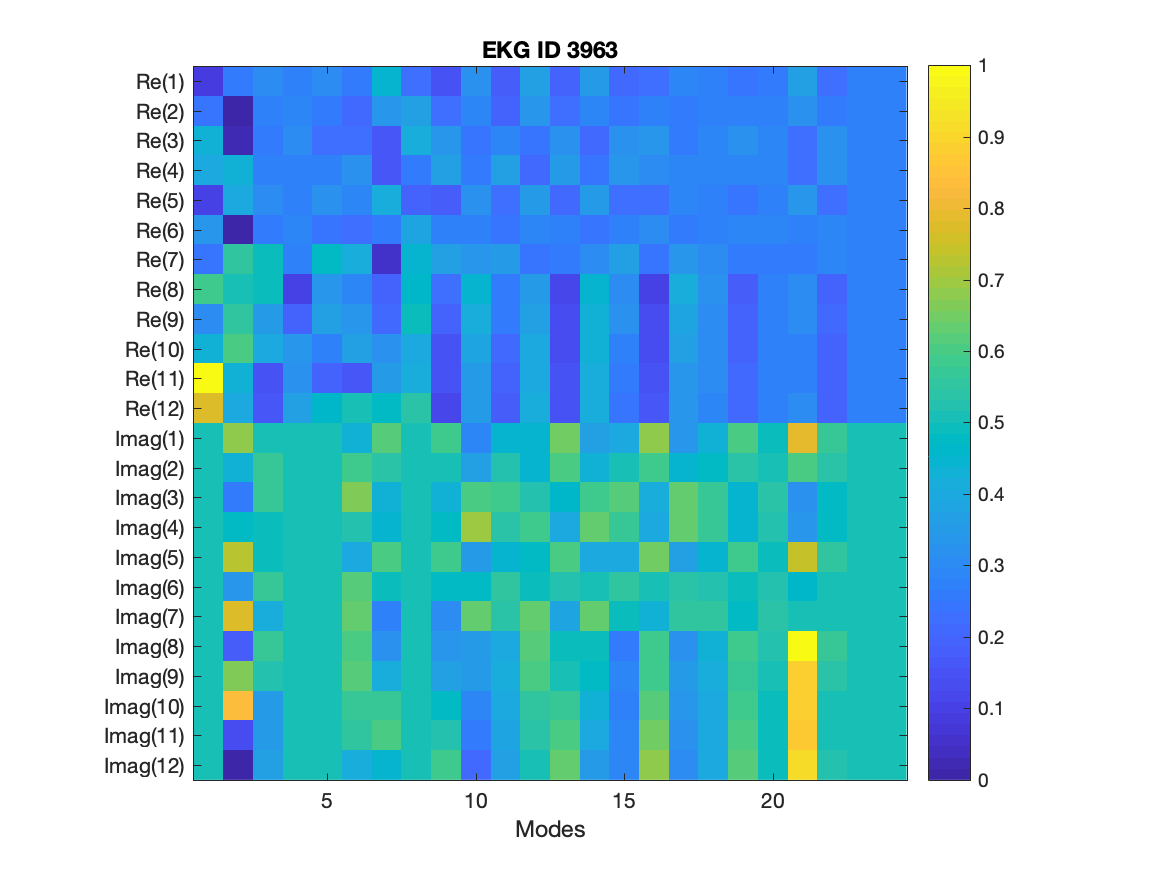 EKG ID 3963
Re(1)
Re(2)
Re(3)
Re(4)
Re(5)
Re(6)
Re(7)
Re(8)
Re(9)
Re(10)
Re(11)
Re(12)
Imag(1)
Imag(2)
Imag(3)
Imag(4)
Imag(5)
Imag(6)
Imag(7)
Imag(8)
Imag(9)
Imag(10)
Imag(11)
Imag(12)
5 10 15 20
Modes
1
0.9
0.8
0.7
0.6
0.5
0.4
0.3
0.2
0.1
0